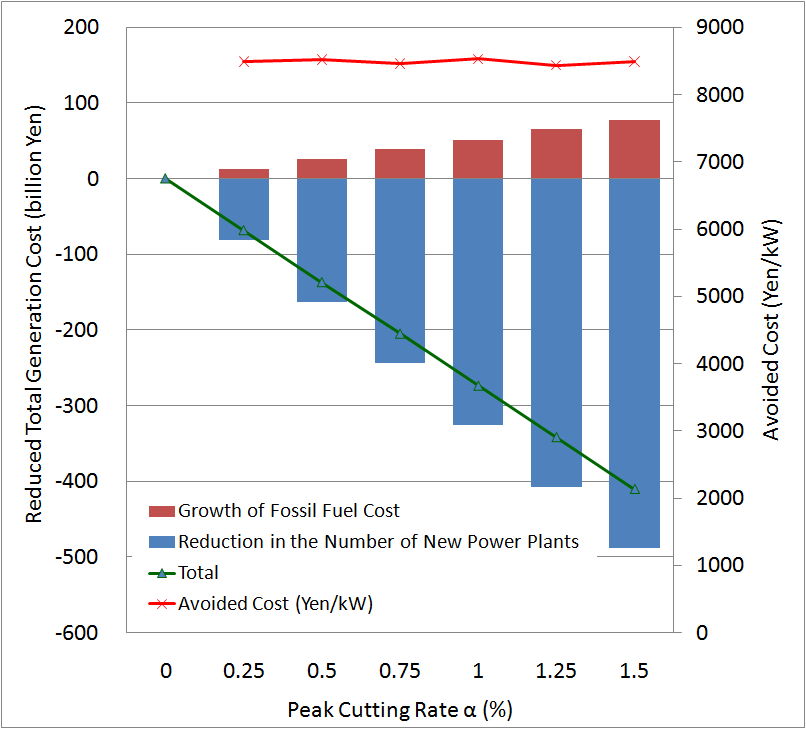 200
100
0
-100
-200
-300
-400
-500
-600
Reduced Total Generation Cost (billion Yen)
9000
8000
7000
6000
5000
4000
3000
2000
1000
0
Avoided Cost (Yen/kW)
Growth of Fossil Fuel Cost
Reduction in the Number of New Power Plants
Total
Avoided Cost (Yen/kW)
0 0.25 0.5 0.75 1 1.25 1.5
Peak Cutting Rate α (%)